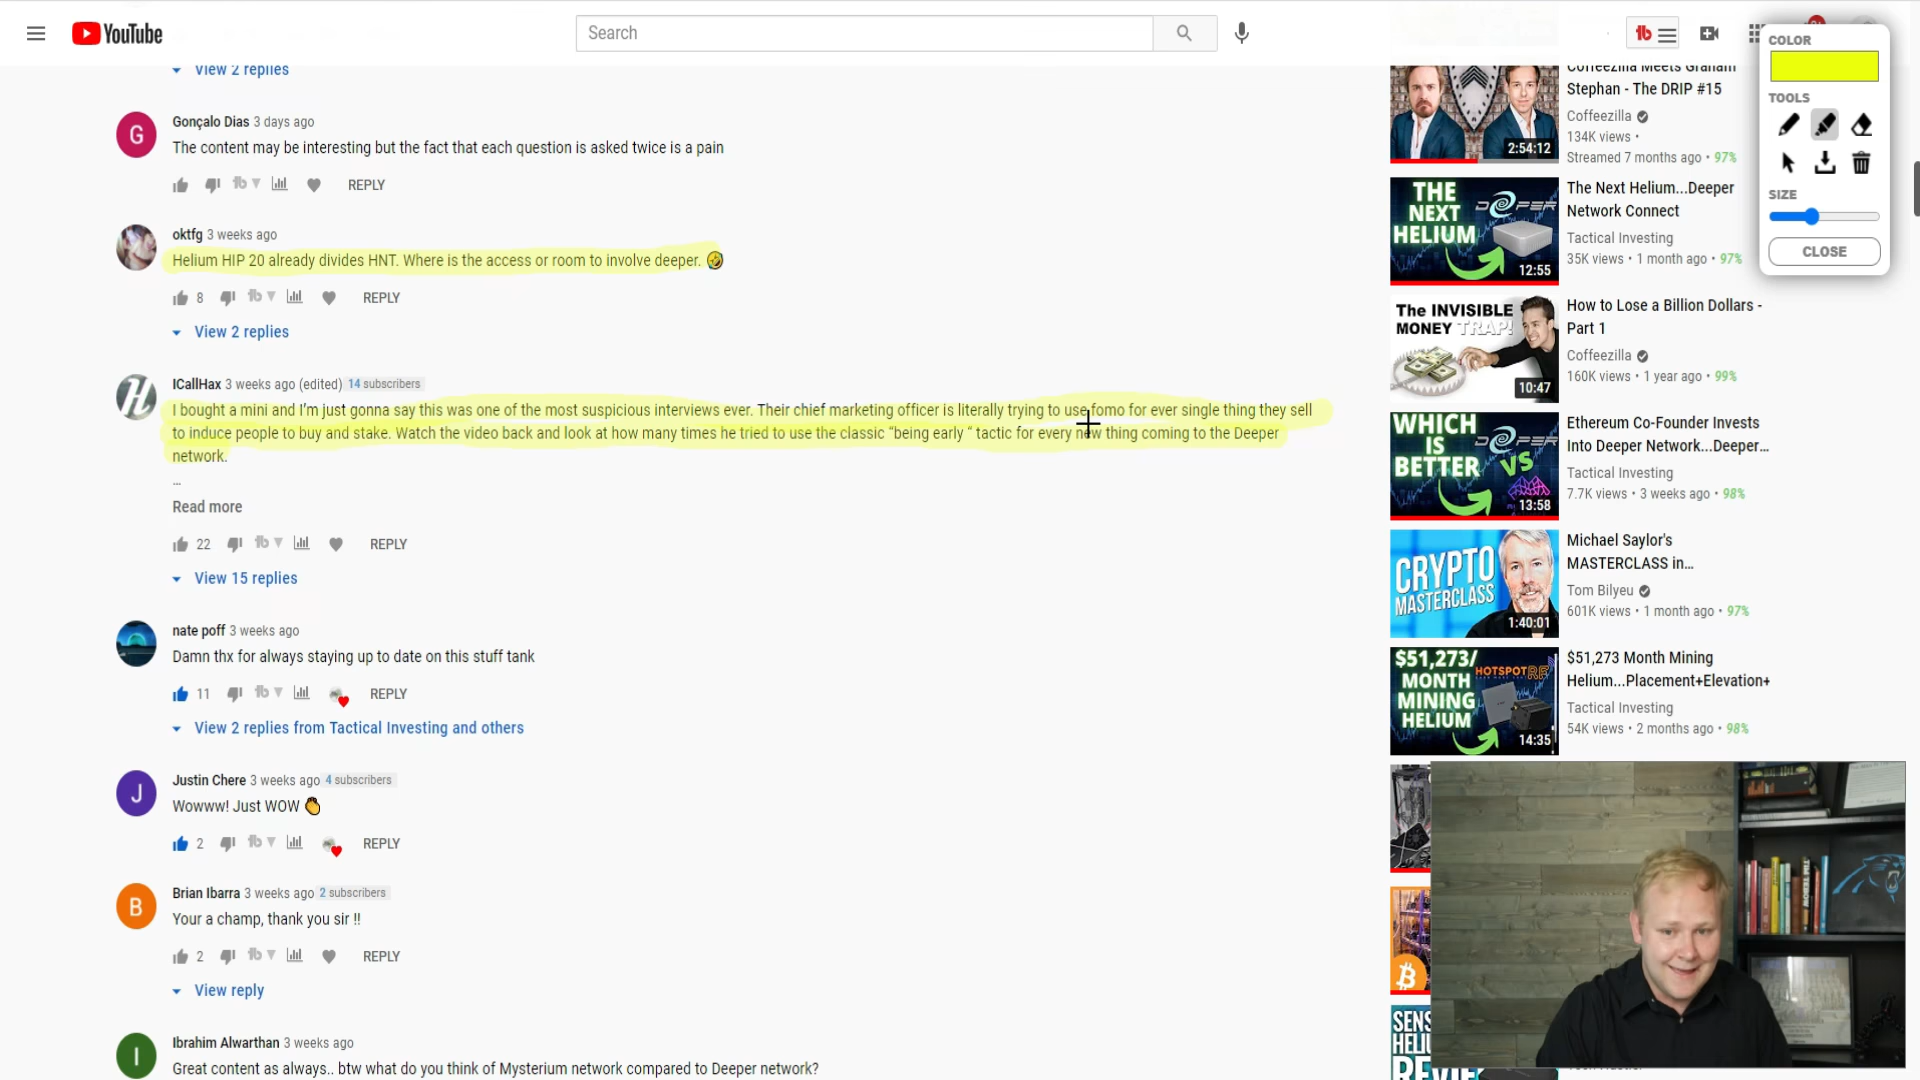 YouTube
Search
COLOR
TOOLS
SIZE
CLOSE
View 2 replies
Gonçalo Dias 3 days ago
The content may be interesting but the fact that each question is asked twice is a pain
REPLY
oktfg 3 weeks ago
Helium HIP 20 already divides HNT. Where is the access or room to involve deeper. 🤣
8 REPLY
View 2 replies
ICallHax 3 weeks ago (edited) 14 subscribers
I bought a mini and I'm just gonna say this was one of the most suspicious interviews ever. Their chief marketing officer is literally trying to use fomo for ever single thing they sell
to induce people to buy and stake. Watch the video back and look at how many times he tried to use the classic "being early " tactic for every new thing coming to the Deeper
network.
...
Read more
22 REPLY
View 15 replies
nate poff 3 weeks ago
Damn thx for always staying up to date on this stuff tank
11 REPLY
View 2 replies from Tactical Investing and others
Justin Chere 3 weeks ago 4 subscribers
Wowww! Just WOW 👏
2 REPLY
Brian Ibarra 3 weeks ago 2 subscribers
Your a champ, thank you sir !!
2 REPLY
View reply
Ibrahim Alwarthan 3 weeks ago
Great content as always.. btw what do you think of Mysterium network compared to Deeper network?
Coffeezilla Meets Graham
Stephan - The DRIP #15
Coffeezilla
134K views •
Streamed 7 months ago • 97%
2:54:12
THE
NEXT
HELIUM
DEEPER
12:55
The Next Helium...Deeper
Network Connect
Tactical Investing
35K views • 1 month ago • 97%
The INVISIBLE
MONEY TRAP!
10:47
How to Lose a Billion Dollars -
Part 1
Coffeezilla
160K views • 1 year ago • 99%
WHICH
IS
BETTER
DEEPER
VS
13:58
Ethereum Co-Founder Invests
Into Deeper Network...Deeper...
Tactical Investing
7.7K views • 3 weeks ago • 98%
CRYPTO
MASTERCLASS
1:40:01
Michael Saylor's
MASTERCLASS in...
Tom Bilyeu
601K views • 1 month ago • 97%
$51,273/
MONTH
MINING
HELIUM
HOTSPOTRF
14:35
$51,273 Month Mining
Helium...Placement+Elevation+
Tactical Investing
54K views • 2 months ago • 98%